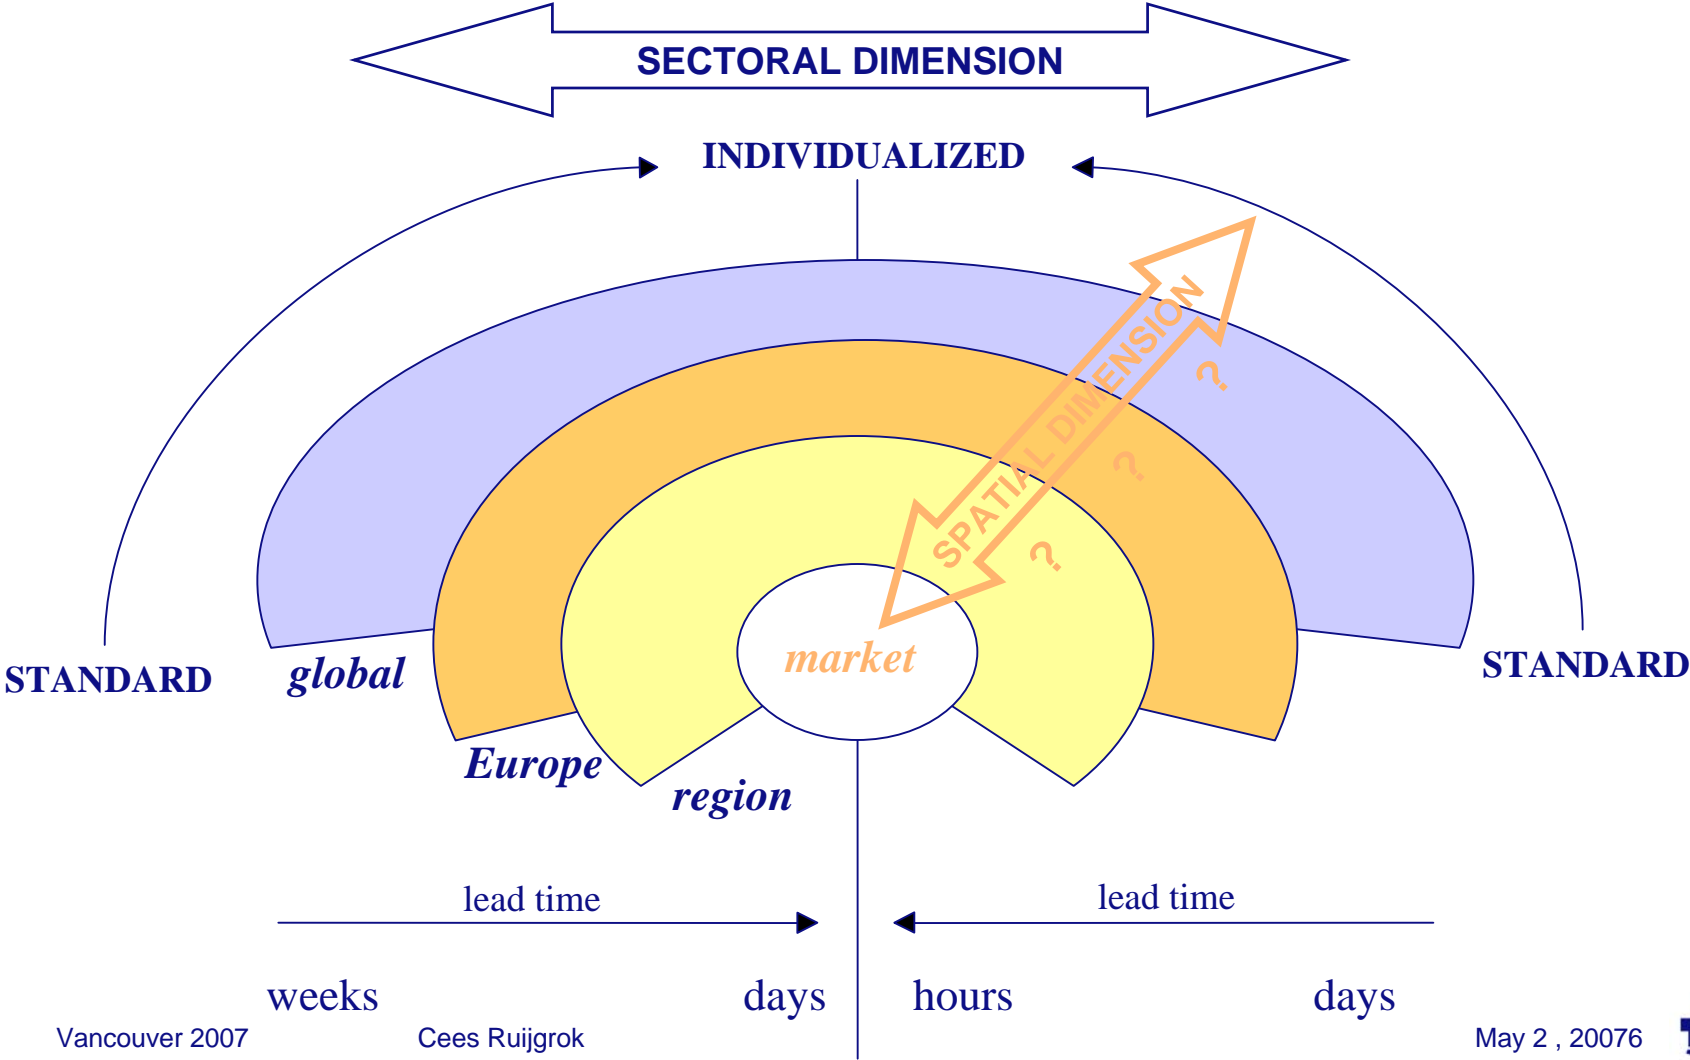 SECTORAL DIMENSION
INDIVIDUALIZED
SPATIAL DIMENSION
?
?
?
market
STANDARD
global
STANDARD
Europe
region
lead time
lead time
weeks
days
hours
days
Vancouver 2007
Cees Ruijgrok
May 2 , 20076